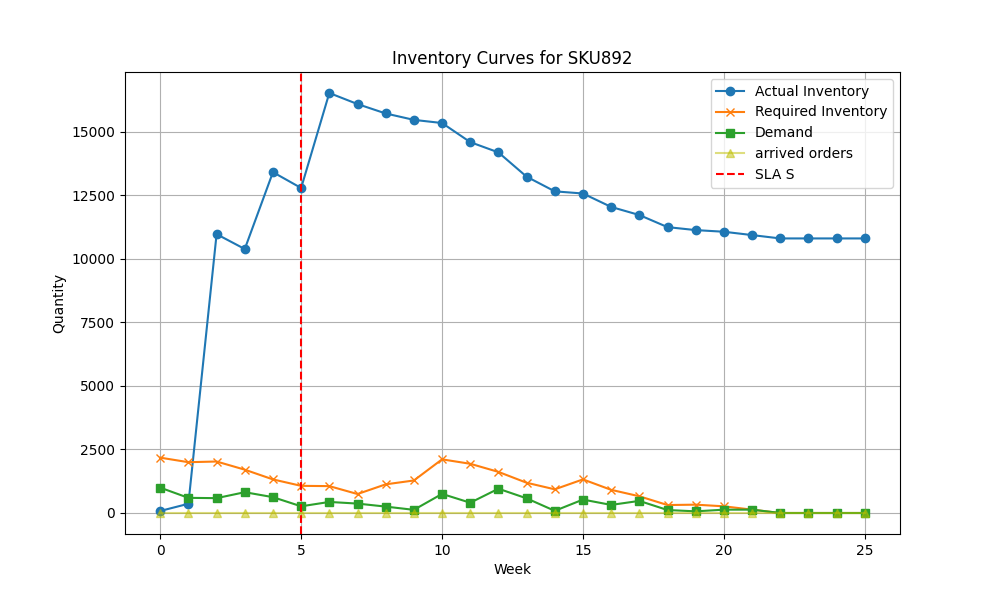 Inventory Curves for SKU892
Actual Inventory
Required Inventory
Demand
arrived orders
SLA S
Quantity
15000
12500
10000
7500
5000
2500
0
0 5 10 15 20 25
Week